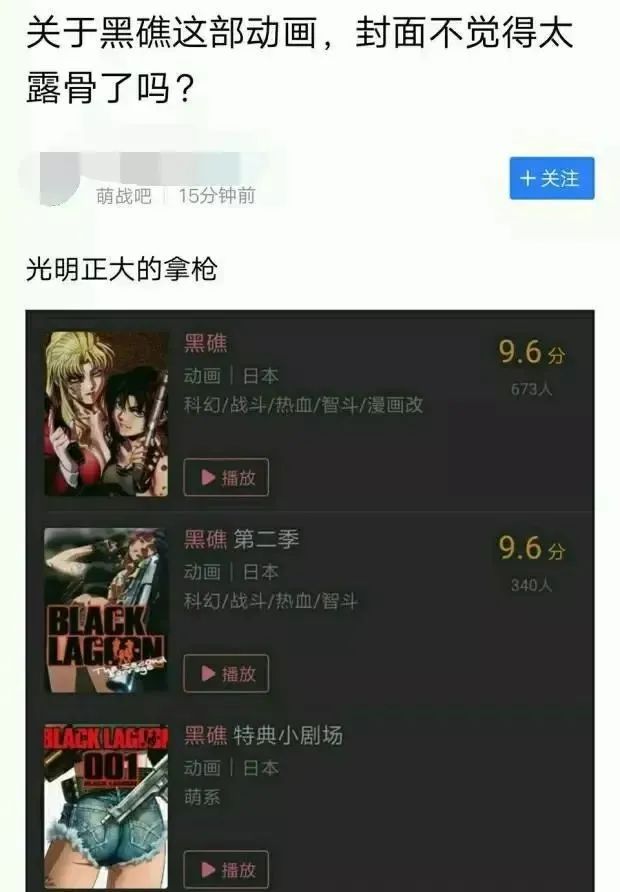 关于黑礁这部动画，封面不觉得太
露骨了吗？
萌战吧 15分钟前
+关注
光明正大的拿枪
黑礁
9.6分
动画 | 日本
673人
科幻/战斗/热血/智斗/漫画改
播放
黑礁 第二季
9.6分
动画 | 日本
340人
科幻/战斗/热血/智斗
BLACK
LAGOON
The Second
Barrage
播放
BLACK LAGOON
001
BLACK LAGOON
黑礁 特典小剧场
动画 | 日本
萌系
播放